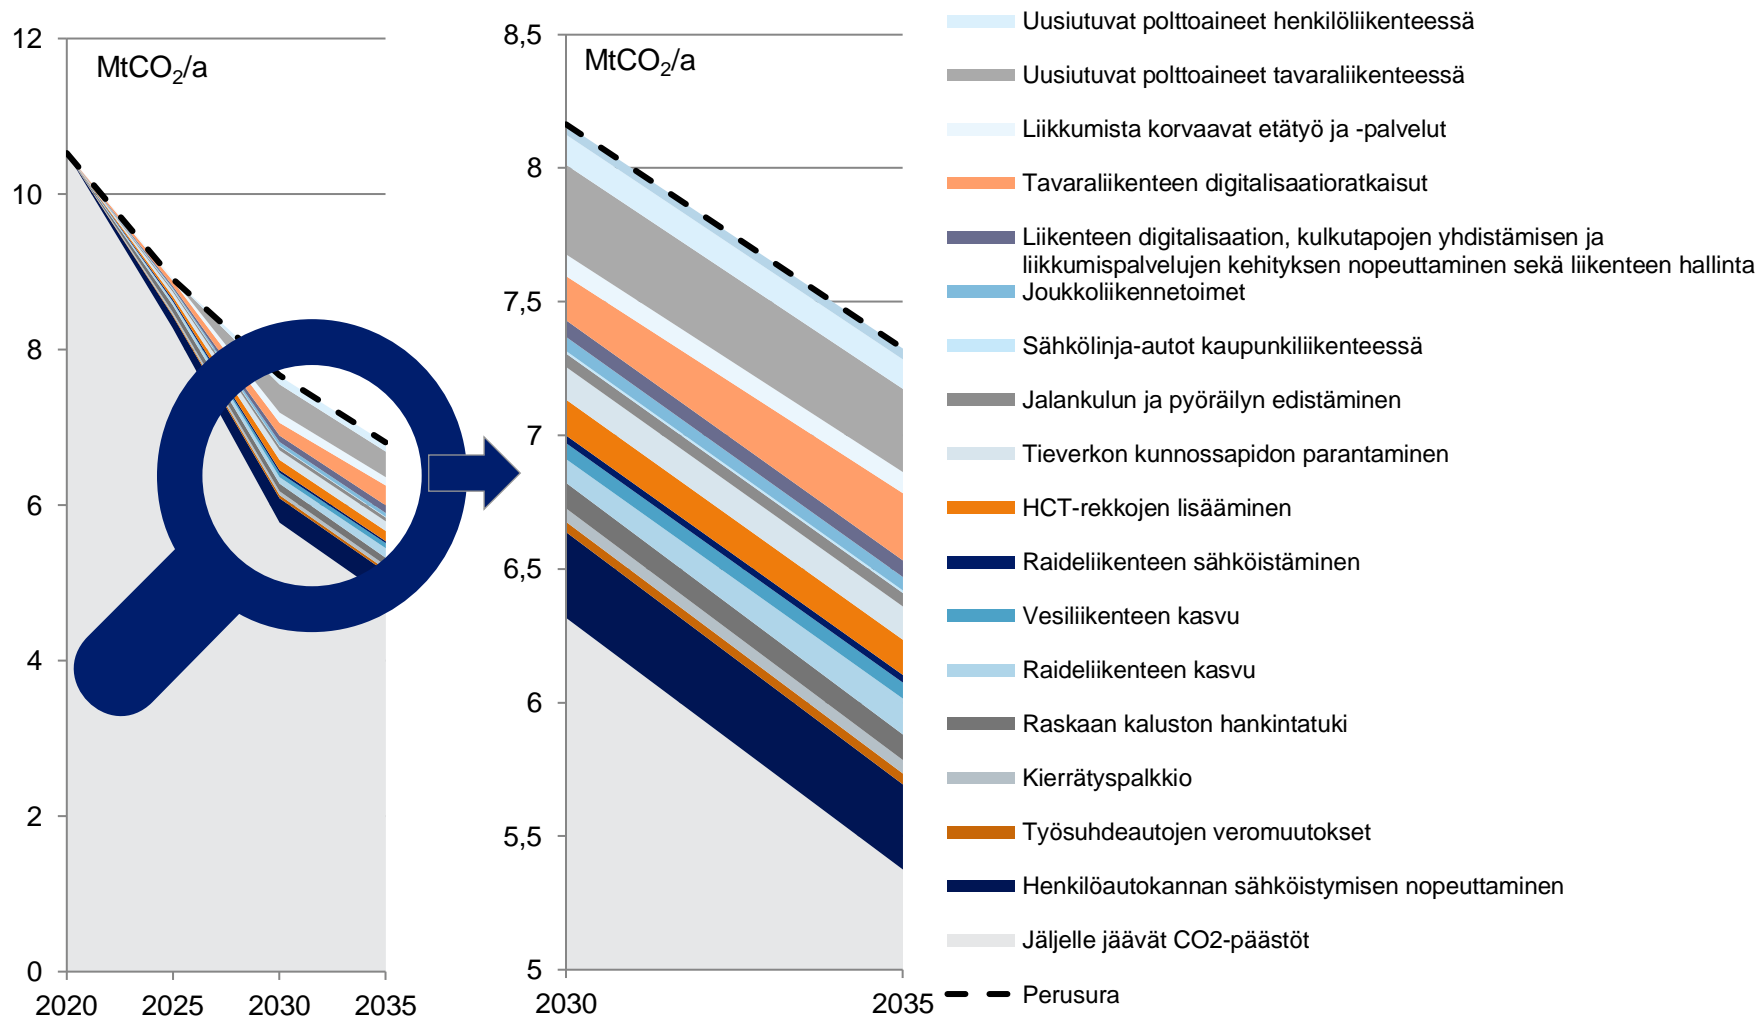 12
10
8
6
4
2
0
MtCO₂/a
2020
2025
2030
2035
8,5
8
7,5
7
6,5
6
5,5
5
MtCO₂/a
2030
2035
Uusiutuvat polttoaineet henkilöliikenteessä
Uusiutuvat polttoaineet tavaraliikenteessä
Liikkumista korvaavat etätyö ja -palvelut
Tavaraliikenteen digitalisaatioratkaisut
Liikenteen digitalisaation, kulkutapojen yhdistämisen ja
liikkumispalvelujen kehityksen nopeuttaminen sekä liikenteen hallinta
Joukkoliikennetoimet
Sähkölinja-autot kaupunkiliikenteessä
Jalankulun ja pyöräilyn edistäminen
Tieverkon kunnossapidon parantaminen
HCT-rekkojen lisääminen
Raideliikenteen sähköistäminen
Vesiliikenteen kasvu
Raideliikenteen kasvu
Raskaan kaluston hankintatuki
Kierrätyspalkkio
Työsuhdeautojen veromuutokset
Henkilöautokannan sähköistymisen nopeuttaminen
Jäljelle jäävät CO2-päästöt
Perusura